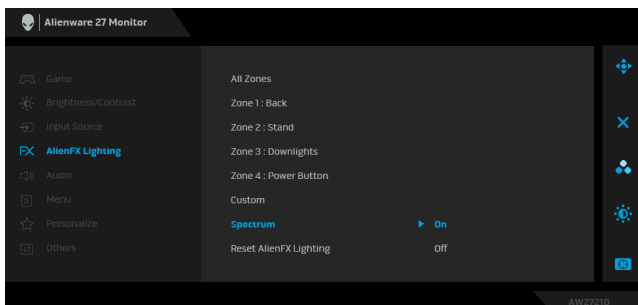 Alienware 27 Monitor
Game
Brightness/Contrast
Input Source
AlienFX Lighting
Audio
Menu
Personalize
Others
All Zones
Zone 1 : Back
Zone 2 : Stand
Zone 3 : Downlights
Zone 4 : Power Button
Custom
Spectrum On
Reset AlienFX Lighting Off
AW2721D